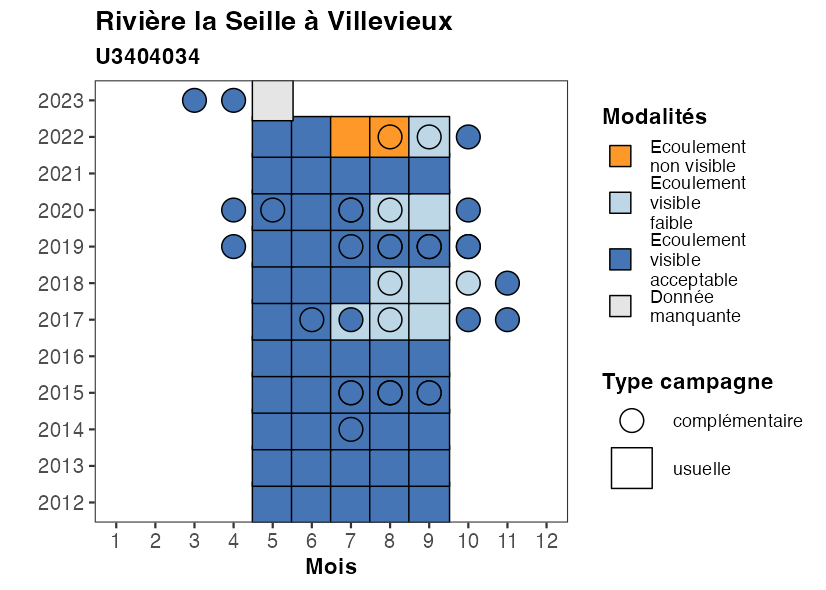 Rivière la Seille à Villevieux
U3404034
2023
2022
2021
2020
2019
2018
2017
2016
2015
2014
2013
2012
1 2 3 4 5 6 7 8 9 10 11 12
Mois
Modalités
Ecoulement
non visible
Ecoulement
visible
faible
Ecoulement
visible
acceptable
Donnée
manquante
Type campagne
complémentaire
usuelle